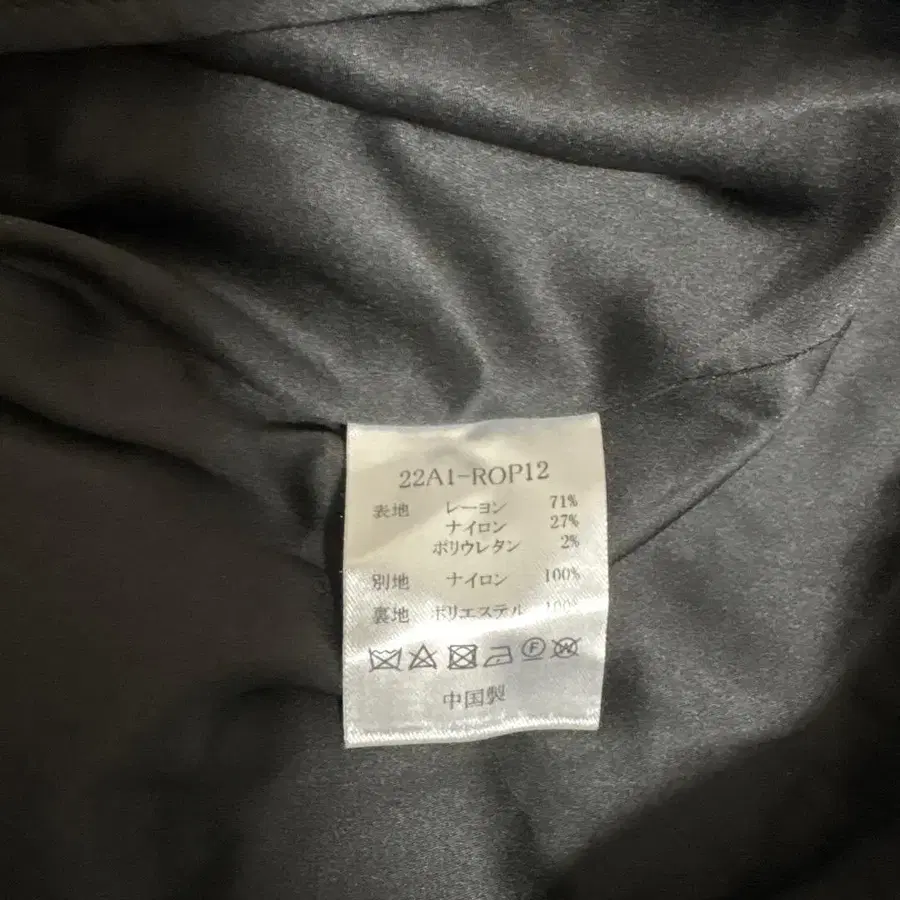 22A1-ROP12
表地 レーヨン 71%
ナイロン 27%
ポリウレタン 2%
別地 ナイロン 100%
裏地 ポリエステル 100%
中国製